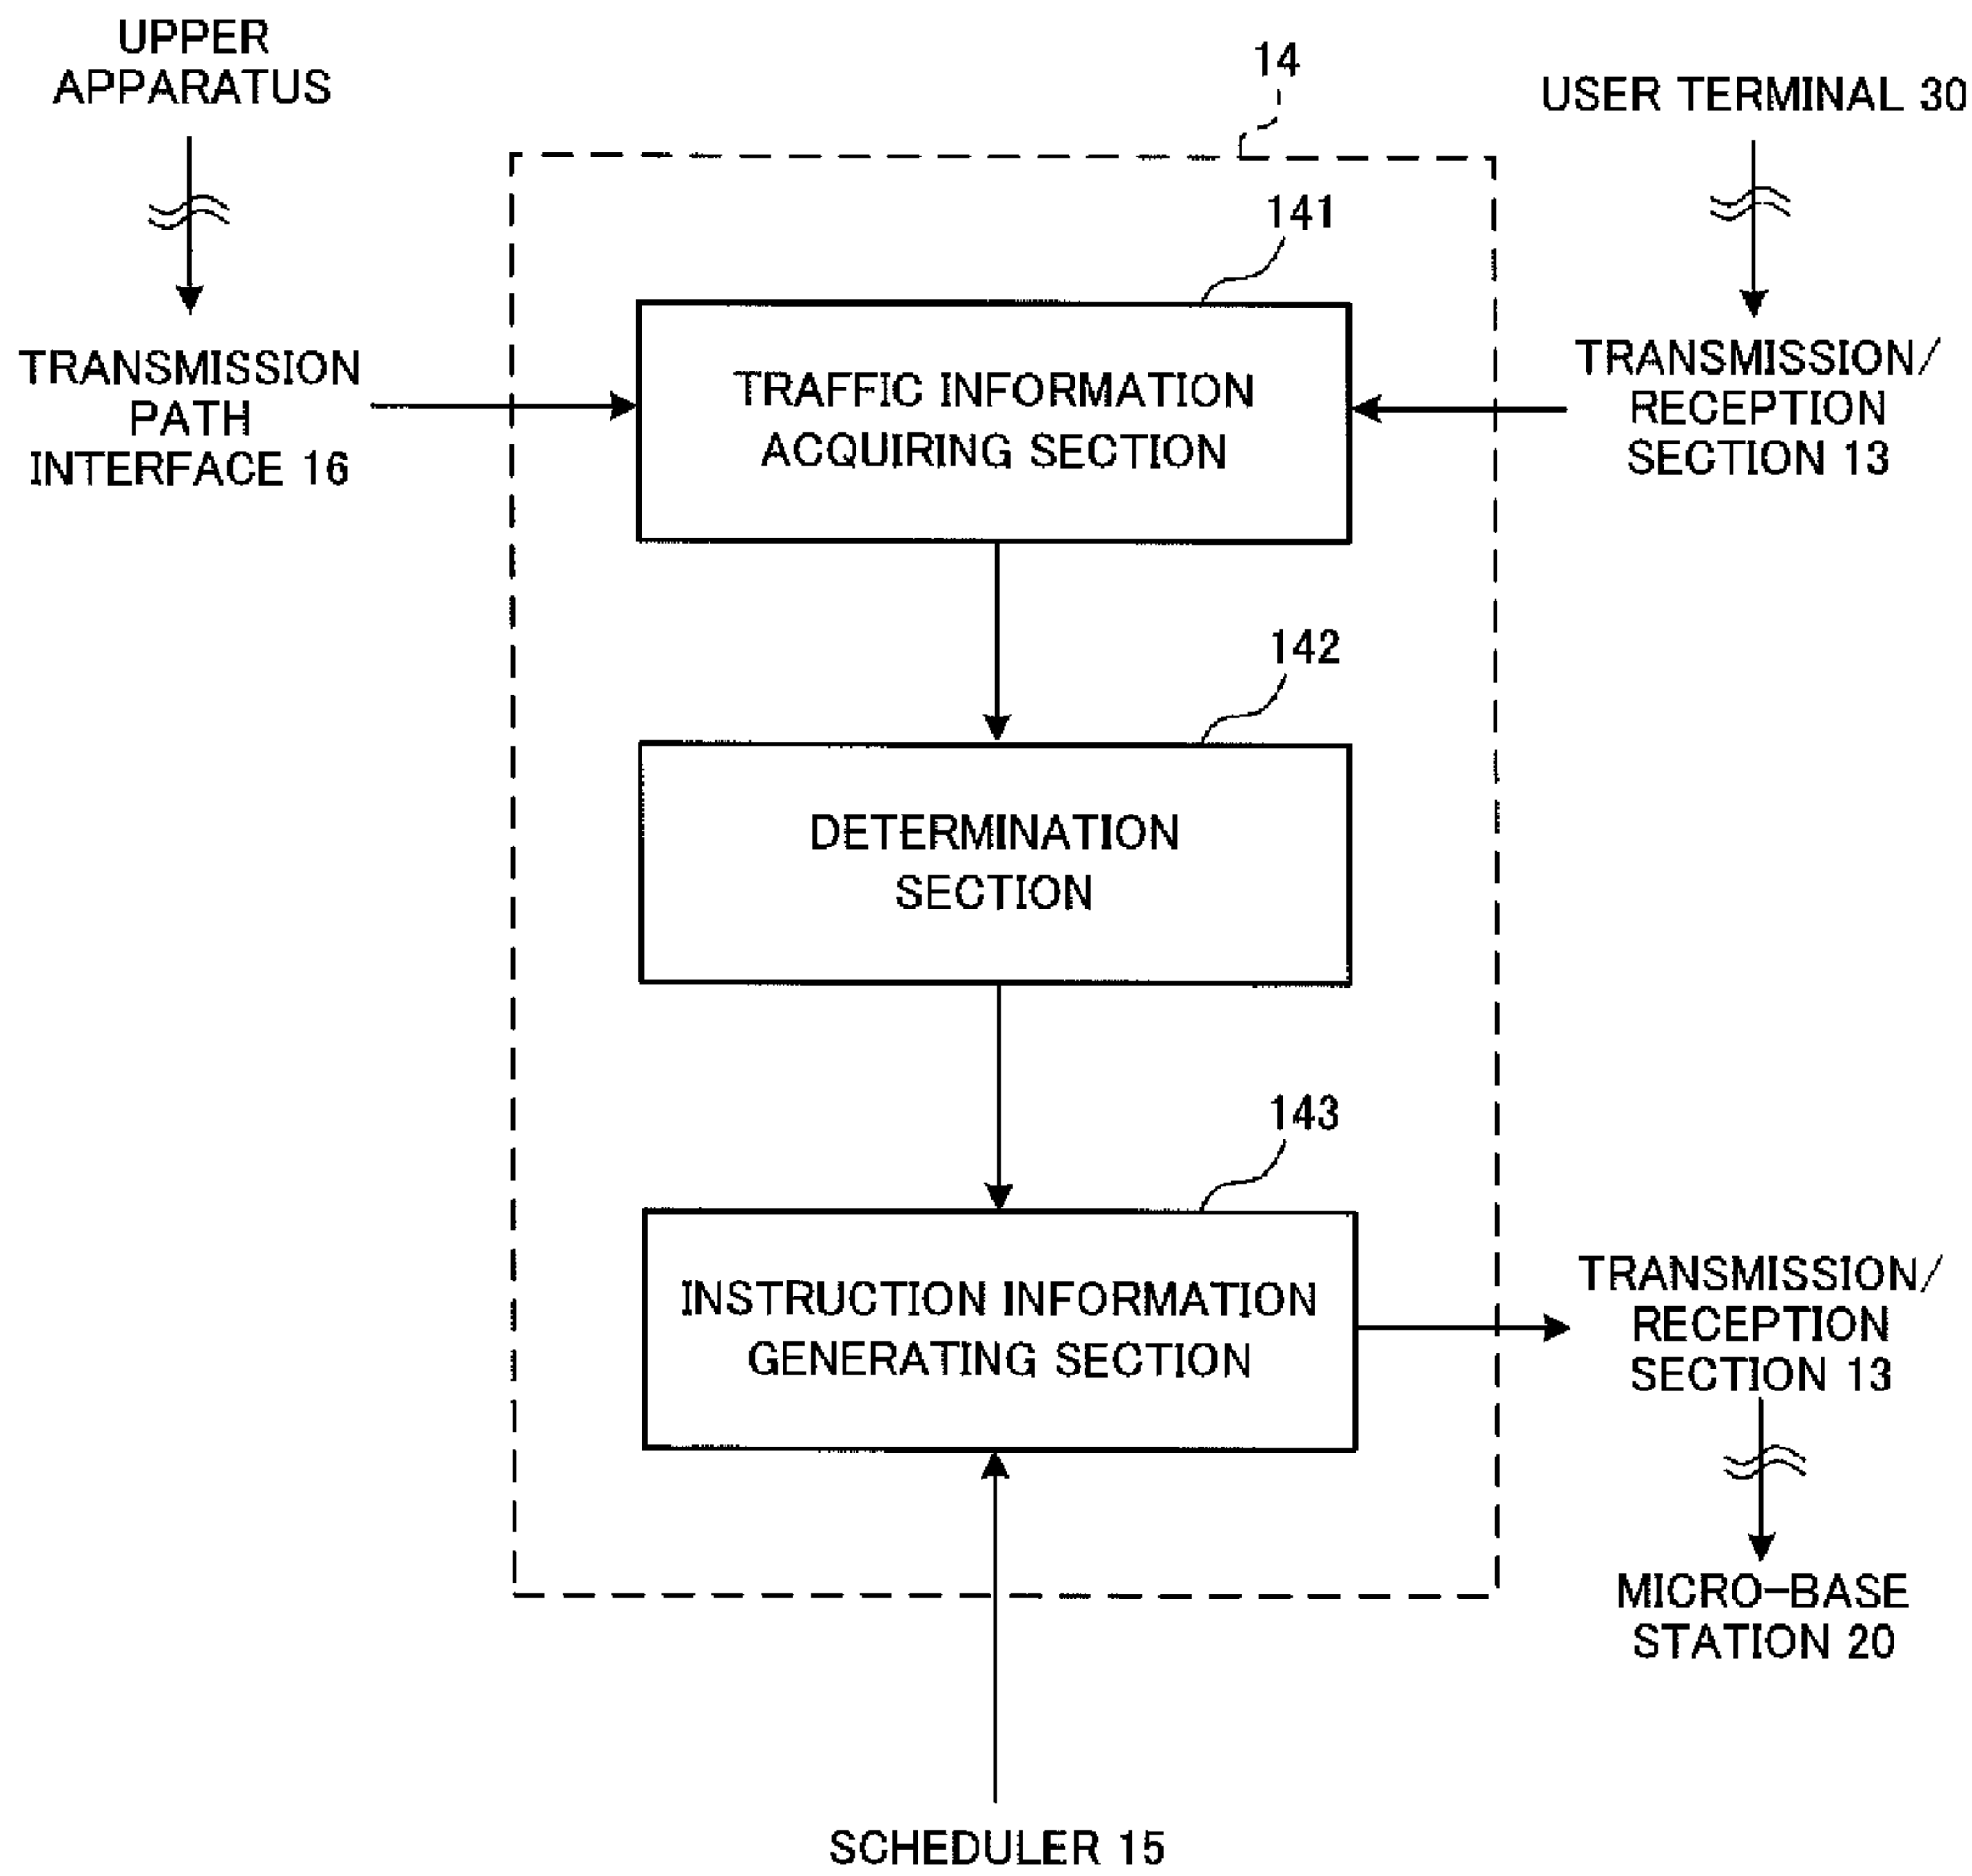 UPPER
APPARATUS
14
USER TERMINAL 30
141
TRANSMISSION
PATH
INTERFACE 16
TRAFFIC INFORMATION
ACQUIRING SECTION
TRANSMISSION/
RECEPTION
SECTION 13
142
DETERMINATION
SECTION
143
INSTRUCTION INFORMATION
GENERATING SECTION
TRANSMISSION/
RECEPTION
SECTION 13
MICRO-BASE
STATION 20
SCHEDULER 15